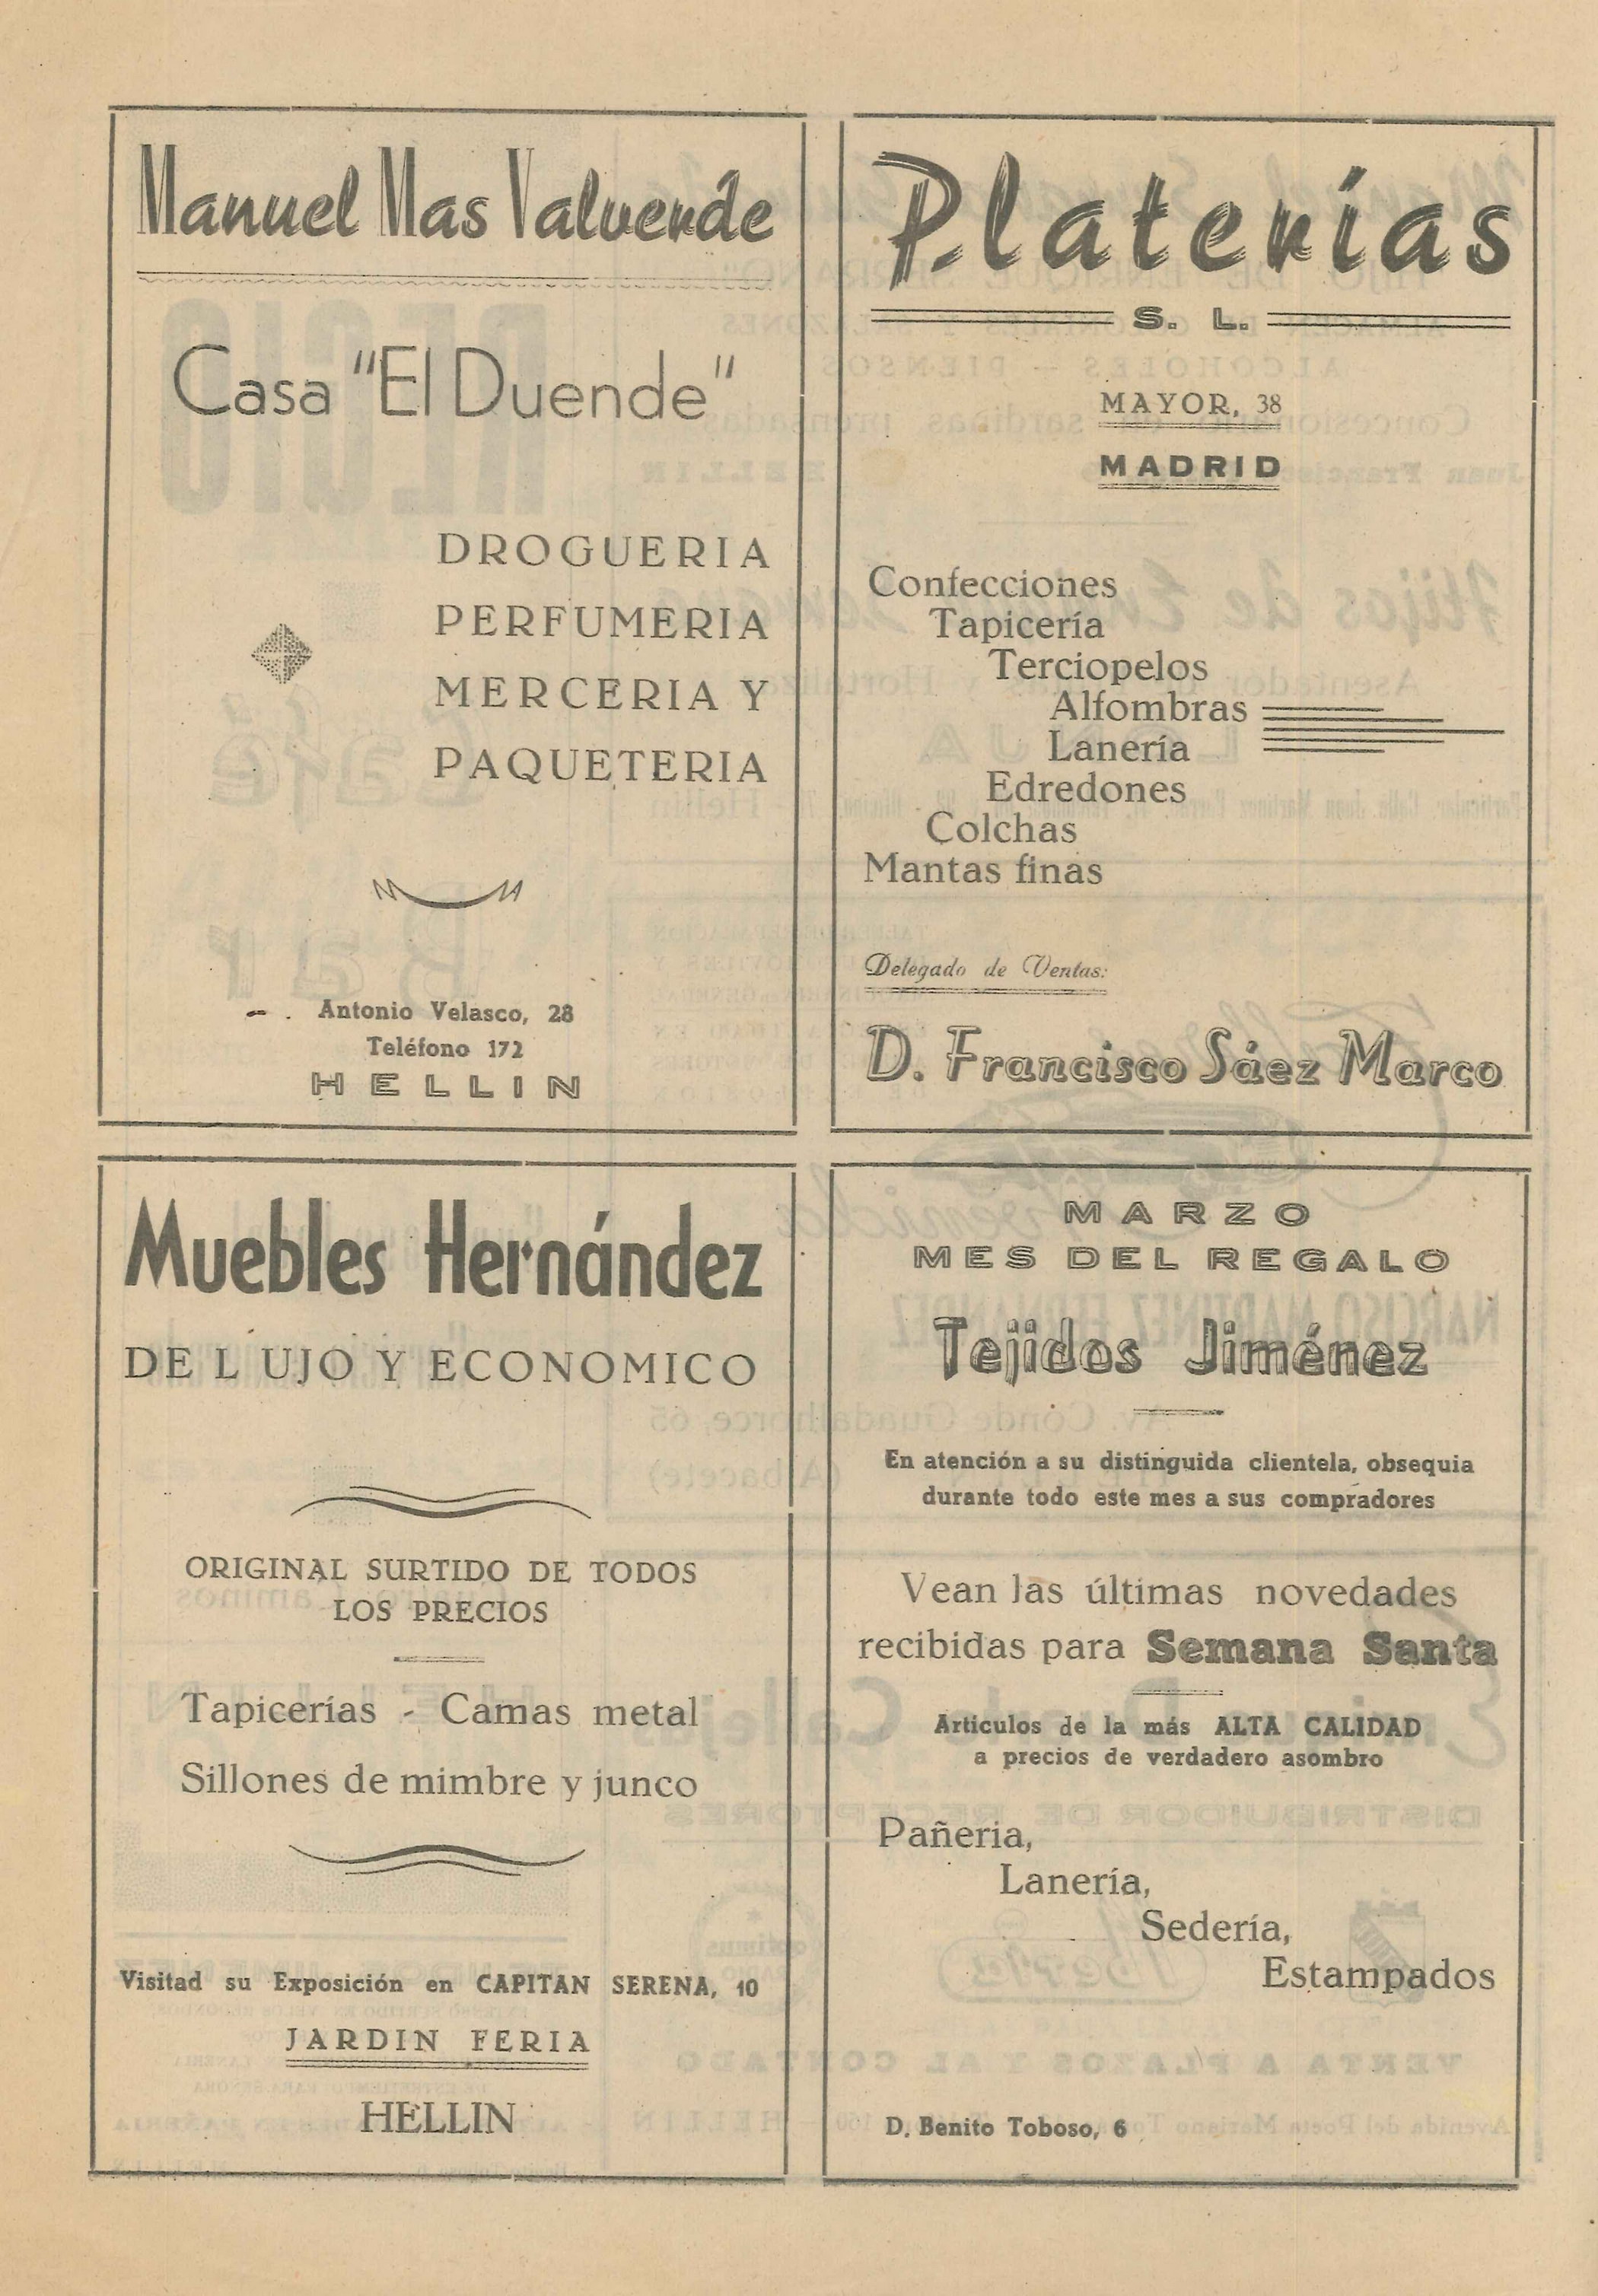 Manuel Mas Valverde
Casa "El Duende"
DROGUERIA
PERFUMERIA
MERCERIA Y
PAQUETERIA
Antonio Velasco, 28
Teléfono 172
HELLIN
Platerías
S. L.
MAYOR, 38
MADRID
Confecciones
Tapicería
Terciopelos
Alfombras
Lanería
Edredones
Colchas
Mantas finas
Delegado de Ventas:
D. Francisco Sáez Marco
Muebles Hernández
DE L UJO Y ECONOMICO
ORIGINAL SURTIDO DE TODOS
LOS PRECIOS
Tapicerías - Camas metal
Sillones de mimbre y junco
Visitad su Exposición en CAPITAN SERENA, 10
JARDIN FERIA
HELLIN
MARZO
MES DEL REGALO
Tejidos Jiménez
En atención a su distinguida clientela, obsequia
durante todo este mes a sus compradores
Vean las últimas novedades
recibidas para Semana Santa
Articulos de la más ALTA CALIDAD
a precios de verdadero asombro
Pañeria,
Lanería,
Sedería,
Estampados
D. Benito Toboso, 6